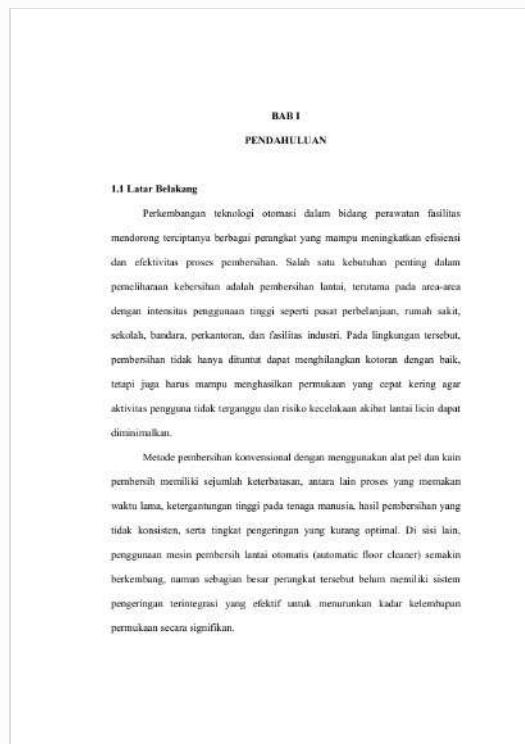 BAB I
PENDAHULUAN
1.1 Latar Belakang
Perkembangan teknologi otomasi dalam bidang perawatan fasilitas
mendorong terciptanya berbagai perangkat yang mampu meningkatkan efisiensi
dan efektivitas proses pembersihan. Salah satu kebutuhan penting dalam
pemeliharaan kebersihan adalah pembersihan lantai, terutama pada area-area
dengan intensitas penggunaan tinggi seperti pusat perbelanjaan, rumah sakit,
sekolah, bandara, perkantoran, dan fasilitas industri. Pada lingkungan tersebut,
pembersihan tidak hanya dituntut dapat menghilangkan kotoran dengan baik,
tetapi juga harus mampu menghasilkan permukaan yang cepat kering agar
aktivitas pengguna tidak terganggu dan risiko kecelakaan akibat lantai licin dapat
diminimalkan.
Metode pembersihan konvensional dengan menggunakan alat pel dan kain
pembersih memiliki sejumlah keterbatasan, antara lain proses yang memakan
waktu lama, ketergantungan tinggi pada tenaga manusia, hasil pembersihan yang
tidak konsisten, serta tingkat pengeringan yang kurang optimal. Di sisi lain,
penggunaan mesin pembersih lantai otomatis (automatic floor cleaner) semakin
berkembang, namun sebagian besar perangkat tersebut belum memiliki sistem
pengeringan terintegrasi yang efektif untuk menurunkan kadar kelembapan
permukaan secara signifikan.